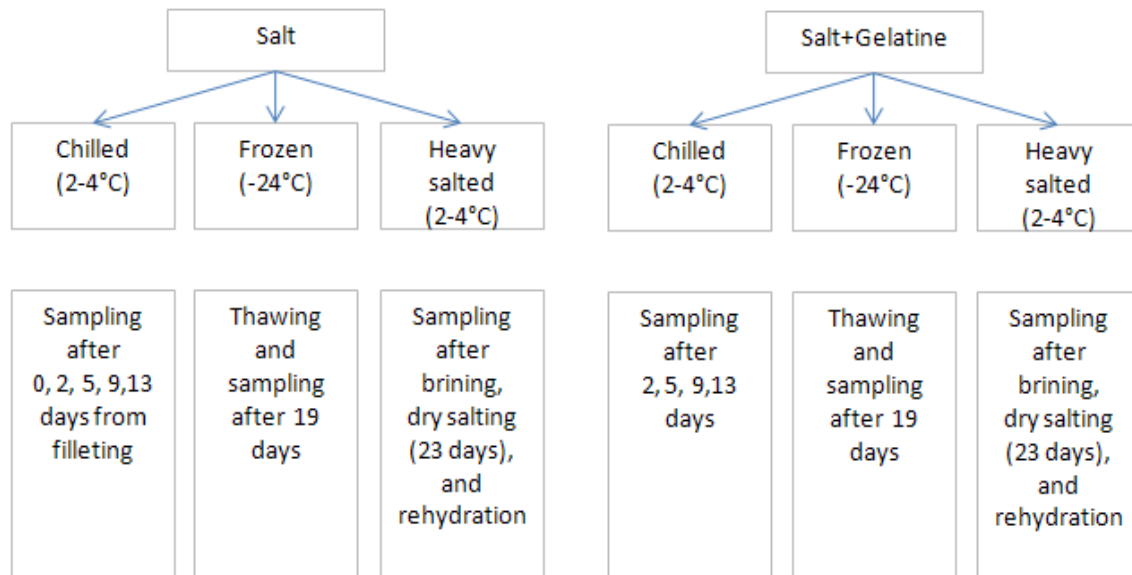 Salt
Salt+Gelatine
Chilled
(2-4°C)
Frozen
(-24°C)
Heavy
salted
(2-4°C)
Chilled
(2-4°C)
Frozen
(-24°C)
Heavy
salted
(2-4°C)
Sampling
after
0, 2, 5, 9,13
days from
filleting
Thawing
and
sampling
after 19
days
Sampling
after
brining,
dry salting
(23 days),
and
rehydration
Sampling
after
2, 5, 9,13
days
Thawing
and
sampling
after 19
days
Sampling
after
brining,
dry salting
(23 days),
and
rehydration